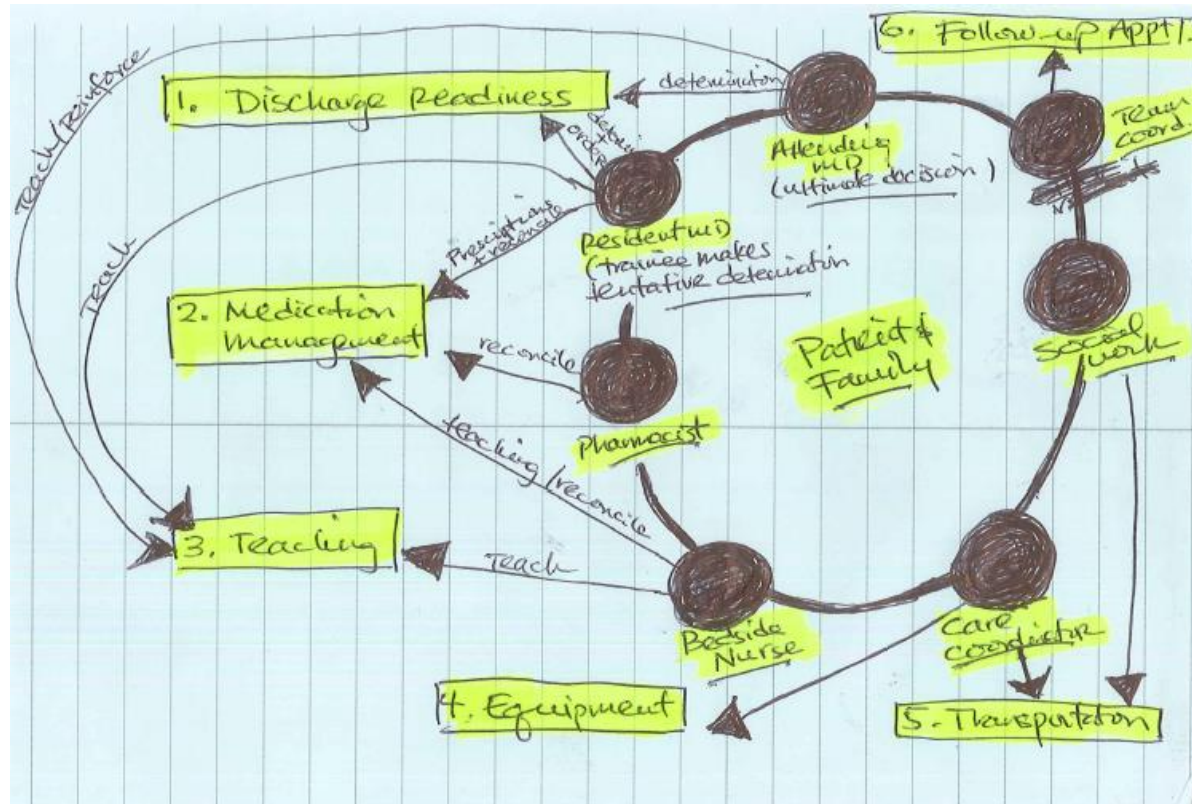 6. Follow-up Appt/.
Teach/reinforce
1. Discharge Readiness
determination
determin
order
Attending
MD
(ultimate decision)
Team
coord.
Resident MD
(trainee makes
tentative determination
Prescriptions
+ reconcile
Teach
2. Medication
Management
reconcile
Patient &
Family
Social
work
Pharmacist
teaching/reconcile
3. Teaching
Teach
Bedside
Nurse
Care
coordinator
4. Equipment
5. Transportation